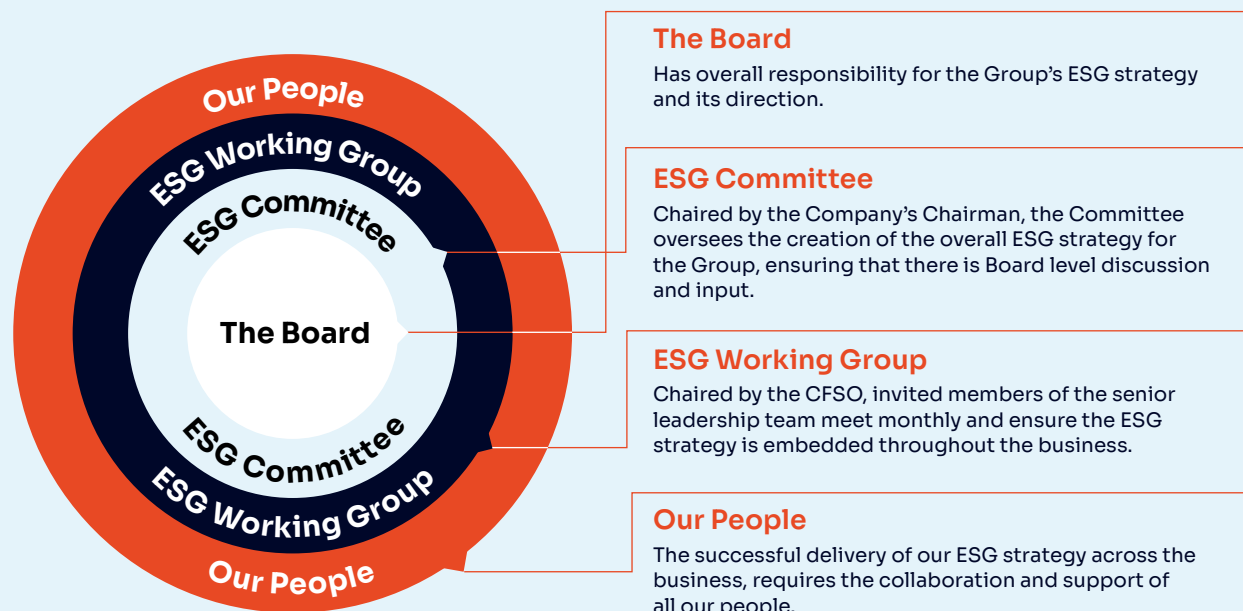 Our People
ESG Working Group
ESG Committee
The Board
ESG Committee
ESG Working Group
Our People
The Board
Has overall responsibility for the Group’s ESG strategy
and its direction.
ESG Committee
Chaired by the Company’s Chairman, the Committee
oversees the creation of the overall ESG strategy for
the Group, ensuring that there is Board level discussion
and input.
ESG Working Group
Chaired by the CFSO, invited members of the senior
leadership team meet monthly and ensure the ESG
strategy is embedded throughout the business.
Our People
The successful delivery of our ESG strategy across the
business, requires the collaboration and support of
all our people.